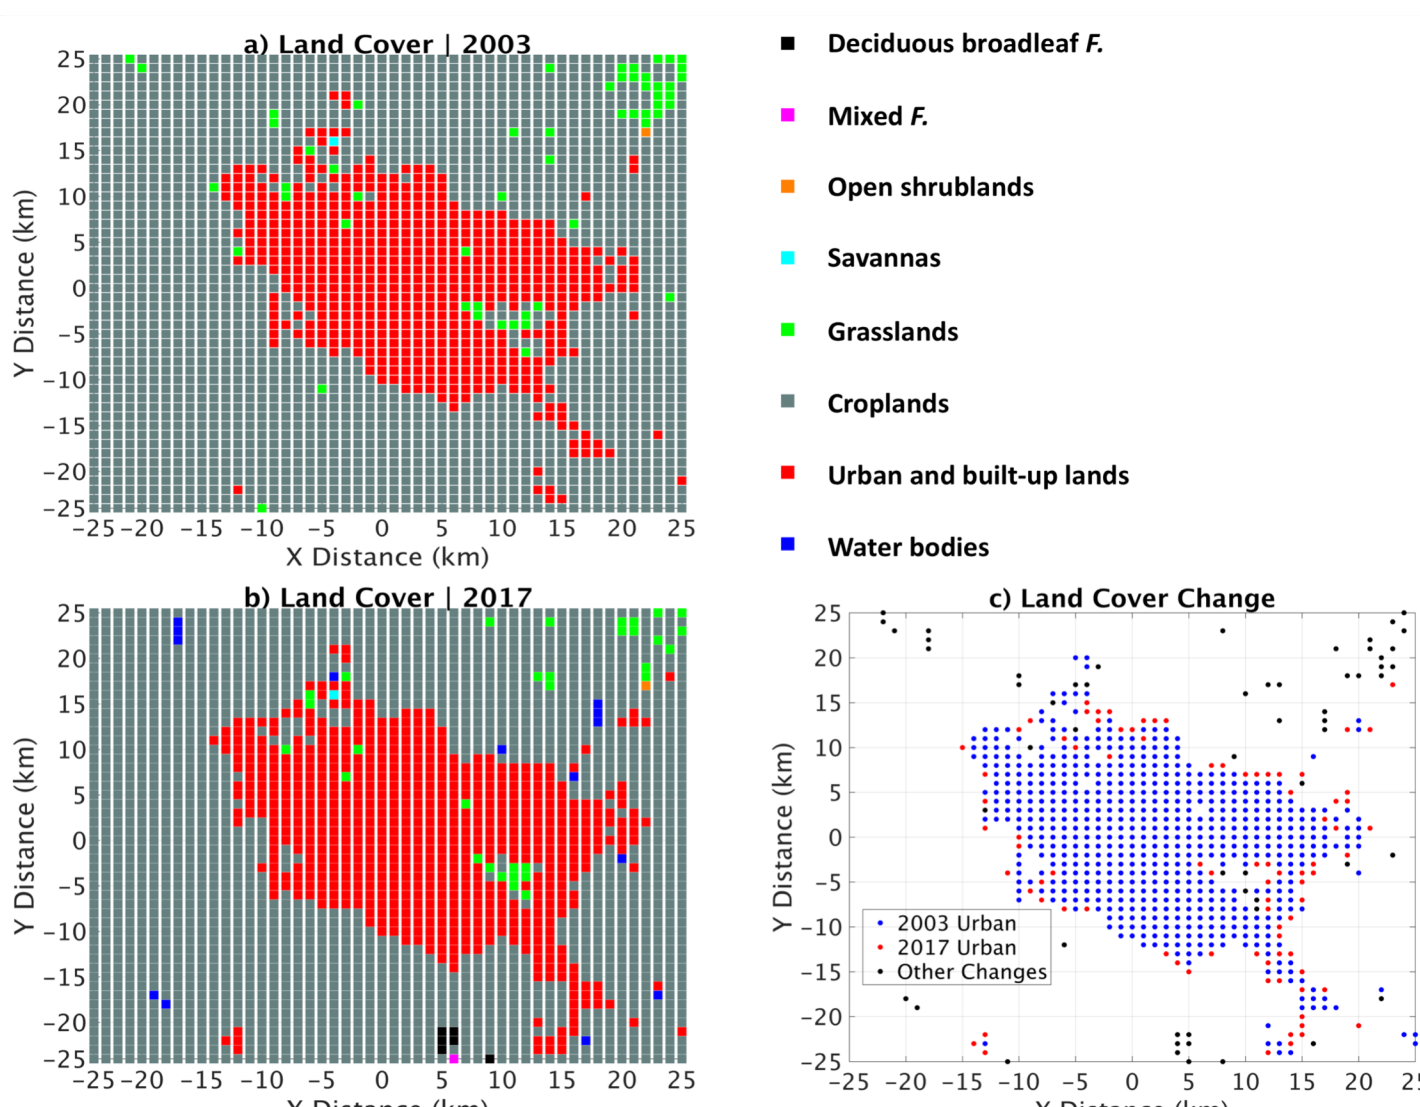 a) Land Cover | 2003
25
20
15
10
5
0
−5
−10
−15
−20
−25
Y Distance (km)
−25 −20 −15 −10 −5 0 5 10 15 20 25
X Distance (km)
Deciduous broadleaf F.
Mixed F.
Open shrublands
Savannas
Grasslands
Croplands
Urban and built-up lands
Water bodies
b) Land Cover | 2017
25
20
15
10
5
0
−5
−10
−15
−20
−25
Y Distance (km)
−25 −20 −15 −10 −5 0 5 10 15 20 25
X Distance (km)
c) Land Cover Change
25
20
15
10
5
0
−5
−10
−15
−20
−25
Y Distance (km)
2003 Urban
2017 Urban
Other Changes
−25 −20 −15 −10 −5 0 5 10 15 20
X Distance (km)